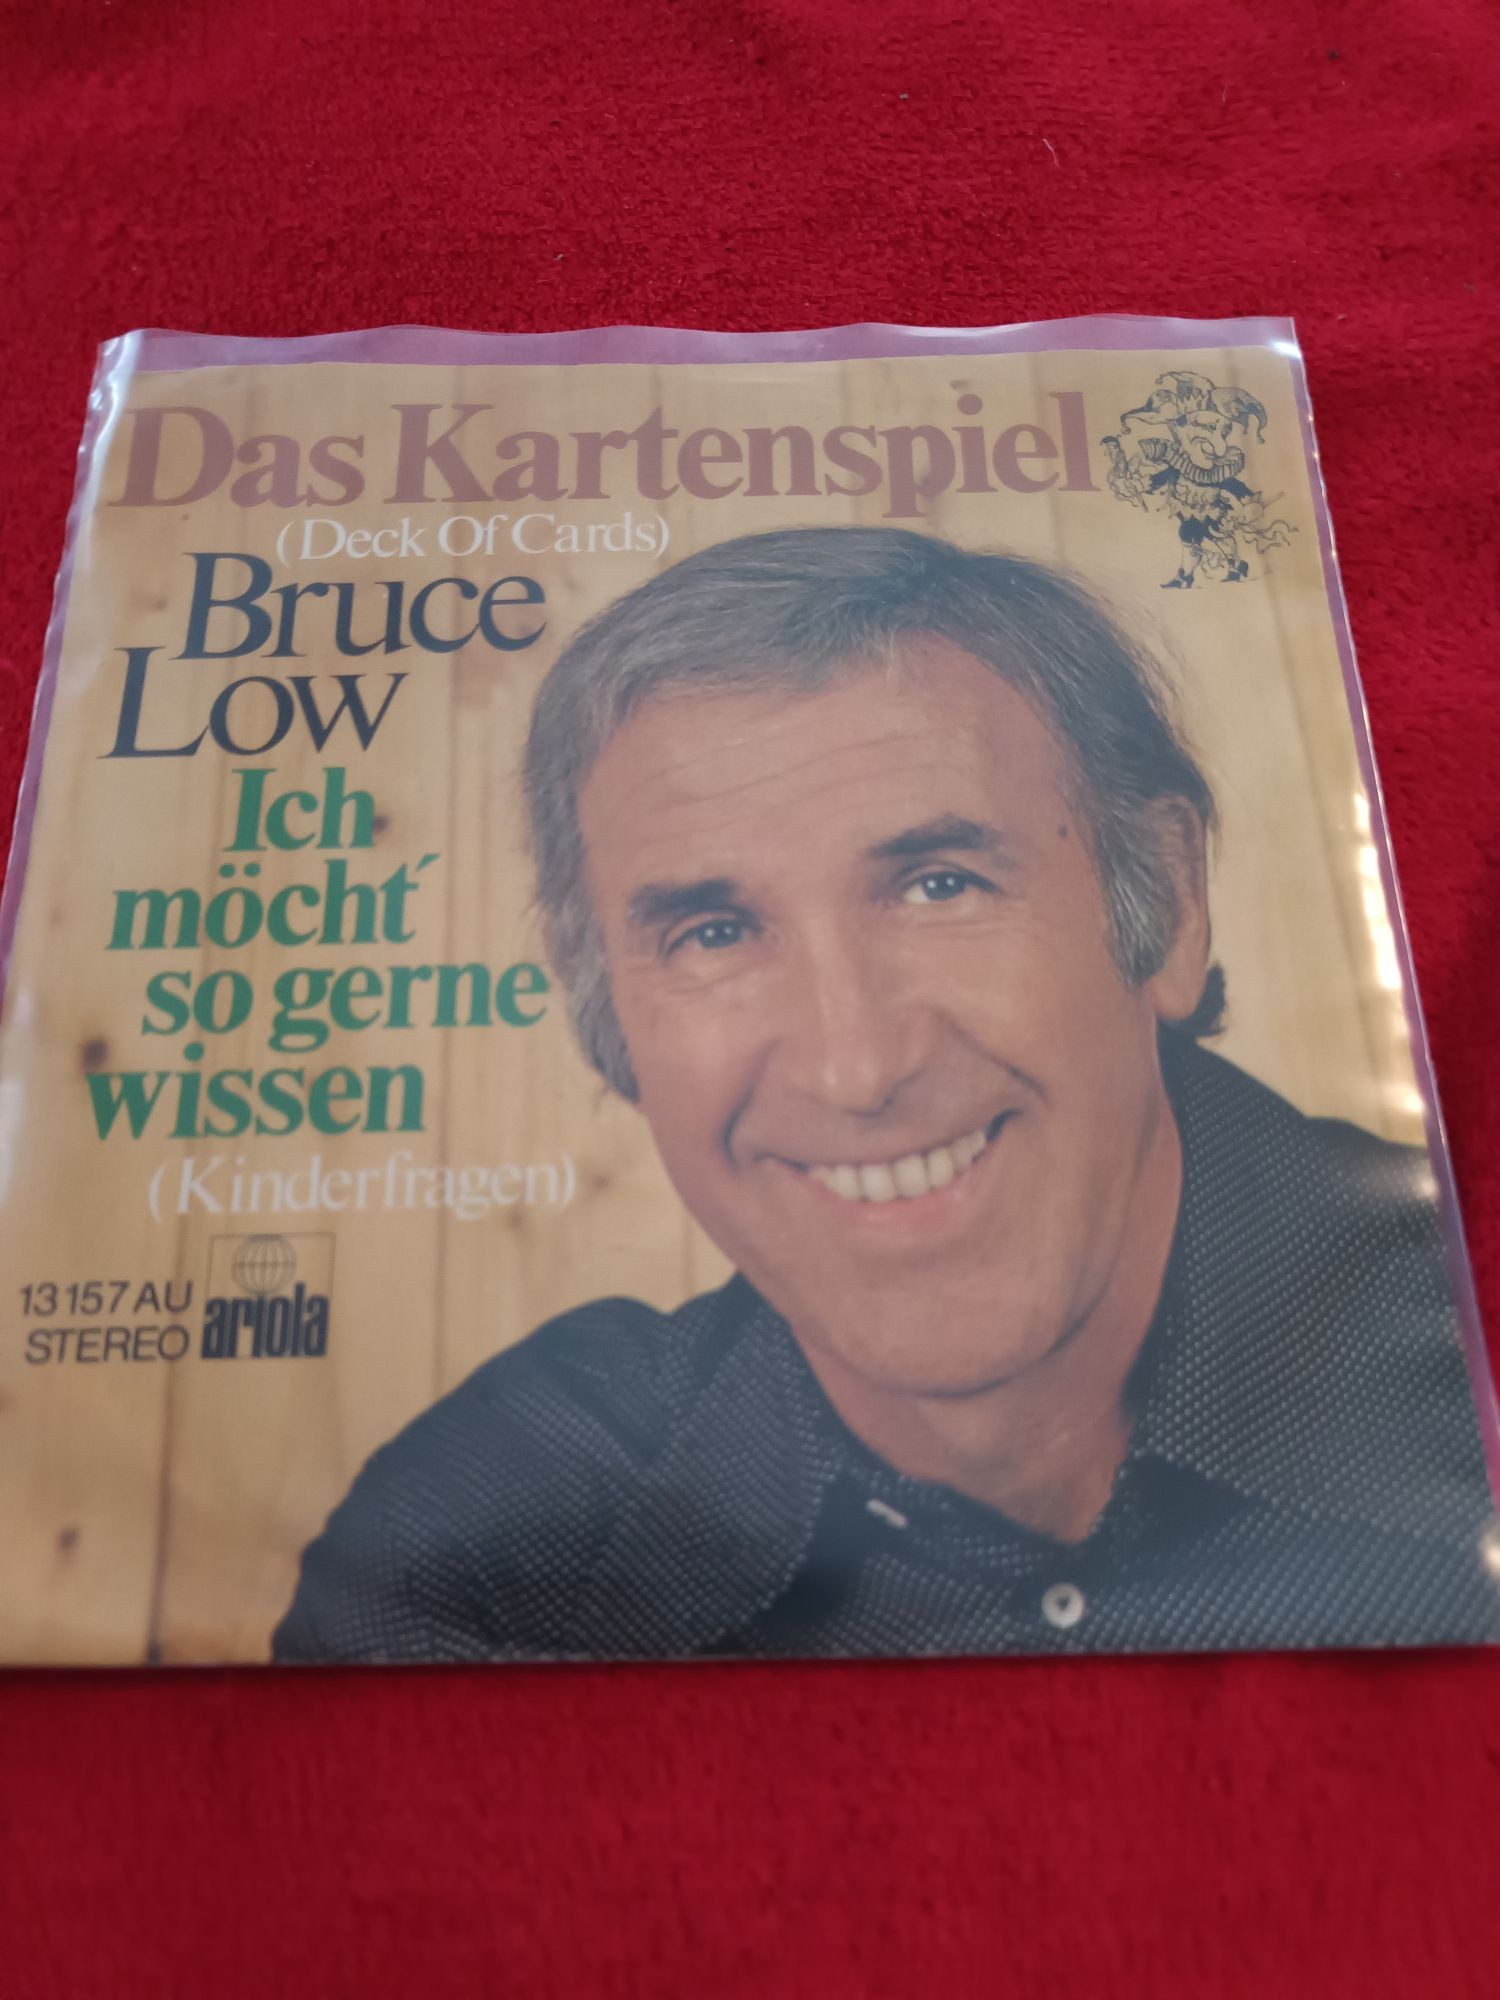 Das Kartenspiel
(Deck Of Cards)
Bruce
Low
Ich
möcht´
so gerne
wissen
(Kinderfragen)
13 157 AU
STEREO
ariola